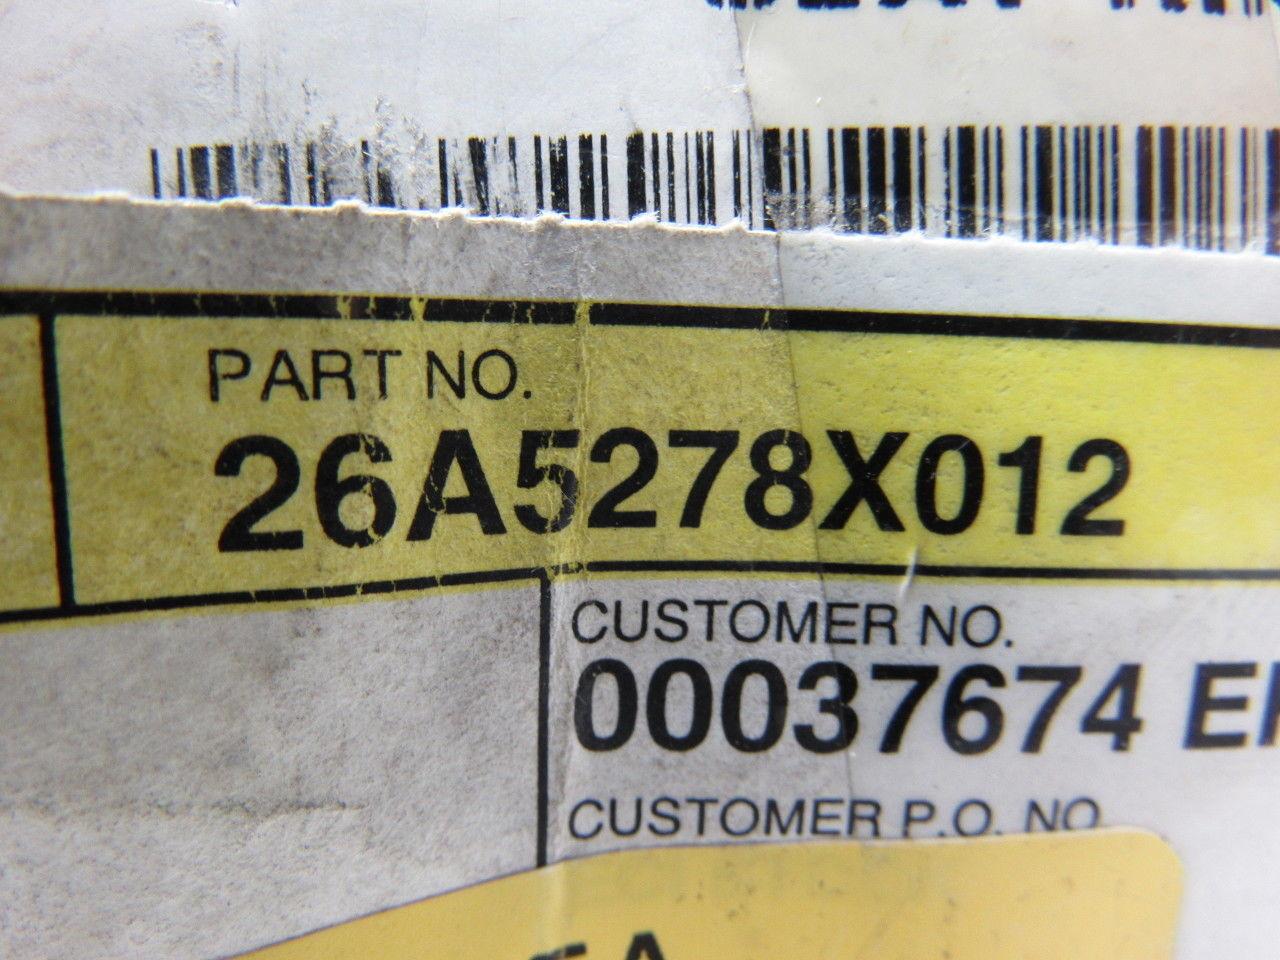 PART NO.
26A5278X012
CUSTOMER NO.
00037674
CUSTOMER P.O. NO